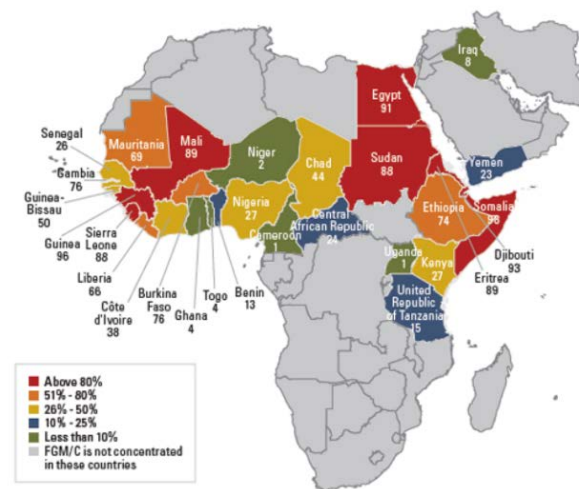 Iraq
8
Egypt
91
Senegal
26
Mauritania
69
Mali
89
Niger
2
Chad
44
Sudan
88
Yemen
23
Gambia
76
Guinea-
Bissau
50
Nigeria
27
Central
African Republic
24
Ethiopia
74
Somalia
98
Guinea
96
Sierra
Leone
88
Cameroon
1
Uganda
1
Kenya
27
Djibouti
93
Liberia
66
Eritrea
89
Côte
d'Ivoire
38
Burkina
Faso
76
Ghana
4
Togo
4
Benin
13
United
Republic
of Tanzania
15
Above 80%
51% - 80%
26% - 50%
10% - 25%
Less than 10%
FGM/C is not concentrated
in these countries